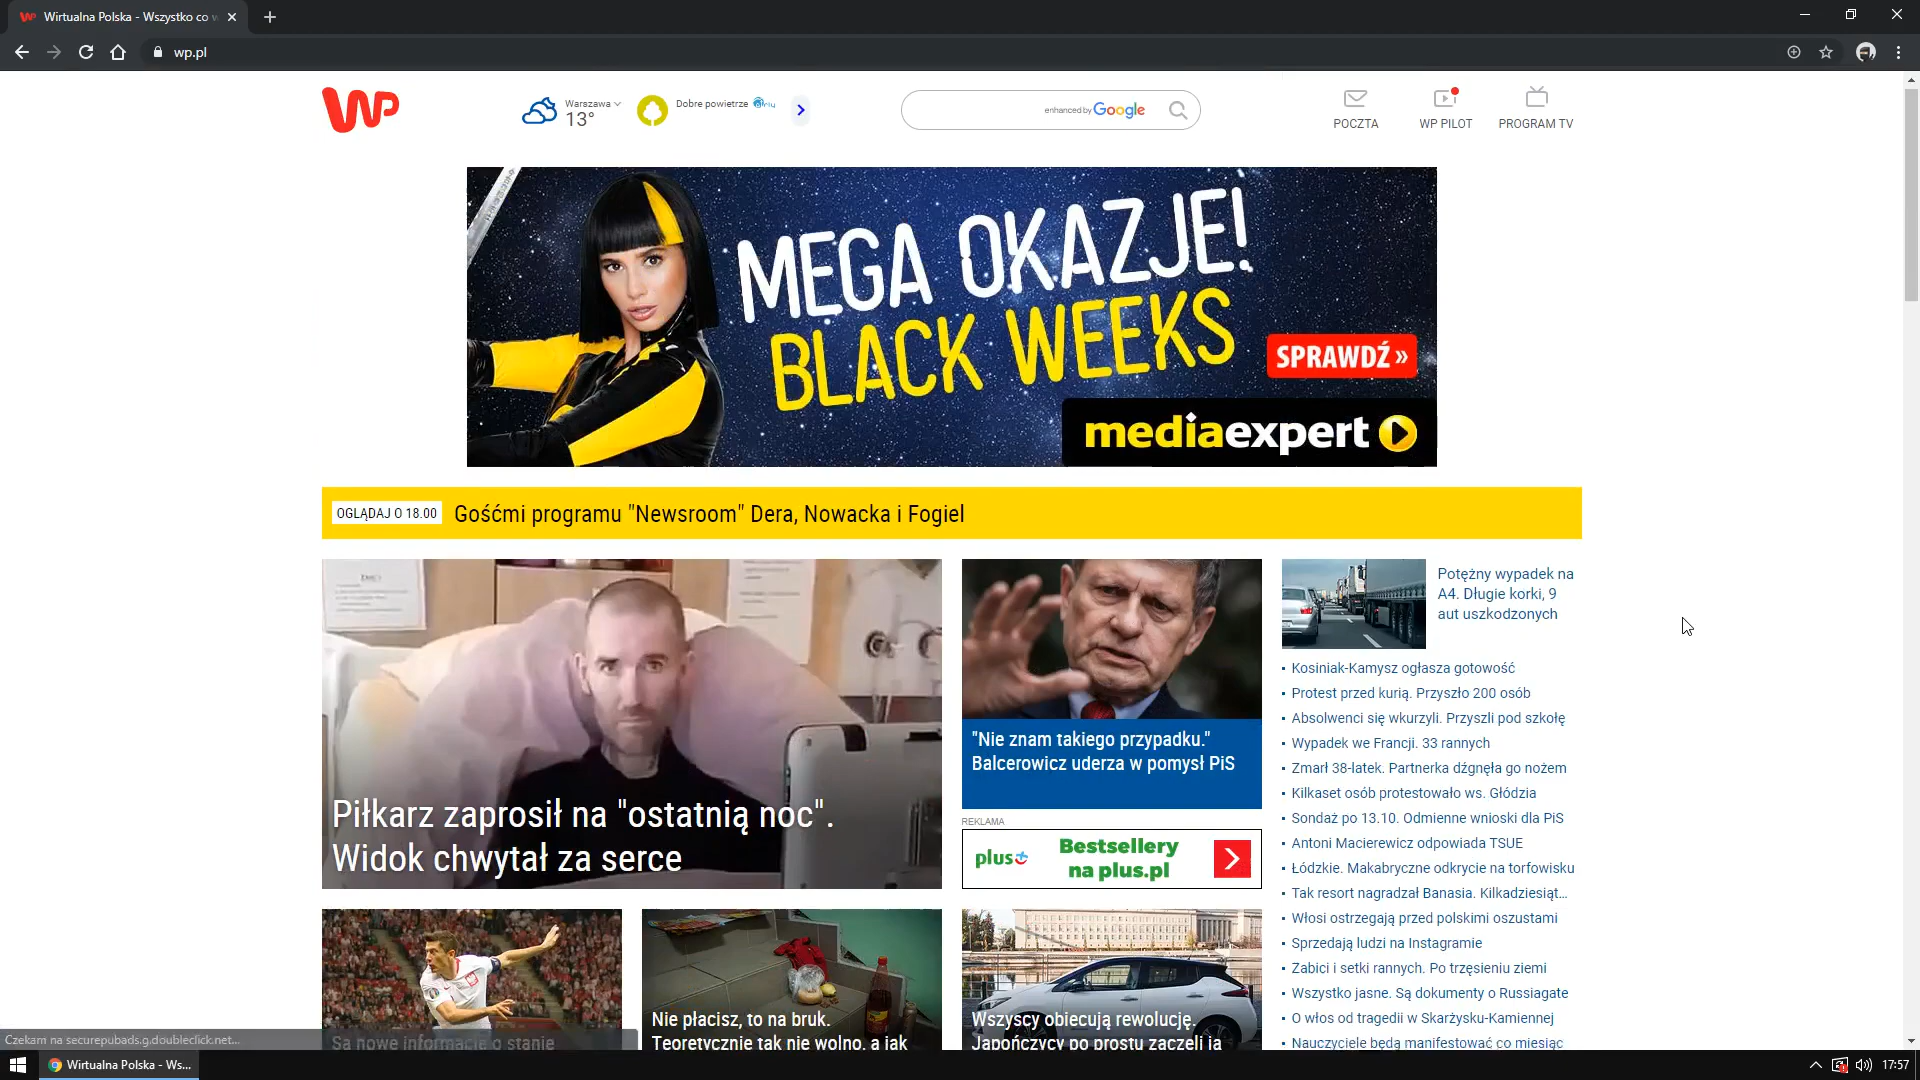 Wirtualna Polska - Wszystko co w
wp.pl
wp
Warszawa
13°
Dobre powietrze
enhanced by Google
POCZTA
WP PILOT
PROGRAM TV
MEGA OKAZJE!
BLACK WEEKS
SPRAWDŹ »
mediaexpert
OGLĄDAJ O 18.00
Gośćmi programu "Newsroom" Dera, Nowacka i Fogiel
Piłkarz zaprosił na "ostatnią noc".
Widok chwytał za serce
"Nie znam takiego przypadku."
Balcerowicz uderza w pomysł PiS
REKLAMA
plus
Bestsellery
na plus.pl
Potężny wypadek na
A4. Długie korki, 9
aut uszkodzonych
Kosiniak-Kamysz ogłasza gotowość
Protest przed kurią. Przyszło 200 osób
Absolwenci się wkurzyli. Przyszli pod szkołę
Wypadek we Francji. 33 rannych
Zmarł 38-latek. Partnerka dźgnęła go nożem
Kilkaset osób protestowało ws. Głódzia
Sondaż po 13.10. Odmienne wnioski dla PiS
Antoni Macierewicz odpowiada TSUE
Łódzkie. Makabryczne odkrycie na torfowisku
Tak resort nagradzał Banasia. Kilkadziesiąt...
Włosi ostrzegają przed polskimi oszustami
Sprzedają ludzi na Instagramie
Zabici i setki rannych. Po trzęsieniu ziemi
Wszystko jasne. Są dokumenty o Russiagate
O włos od tragedii w Skarżysku-Kamiennej
Nauczyciele będą manifestować co miesiąc
Są nowe informacje o stanie
Nie płacisz, to na bruk.
Teoretycznie tak nie wolno, a jak
Wszyscy obiecują rewolucję.
Japończycy po prostu zaczęli ją
Czekam na securepubads.g.doubleclick.net...
Wirtualna Polska - Ws...
17:57